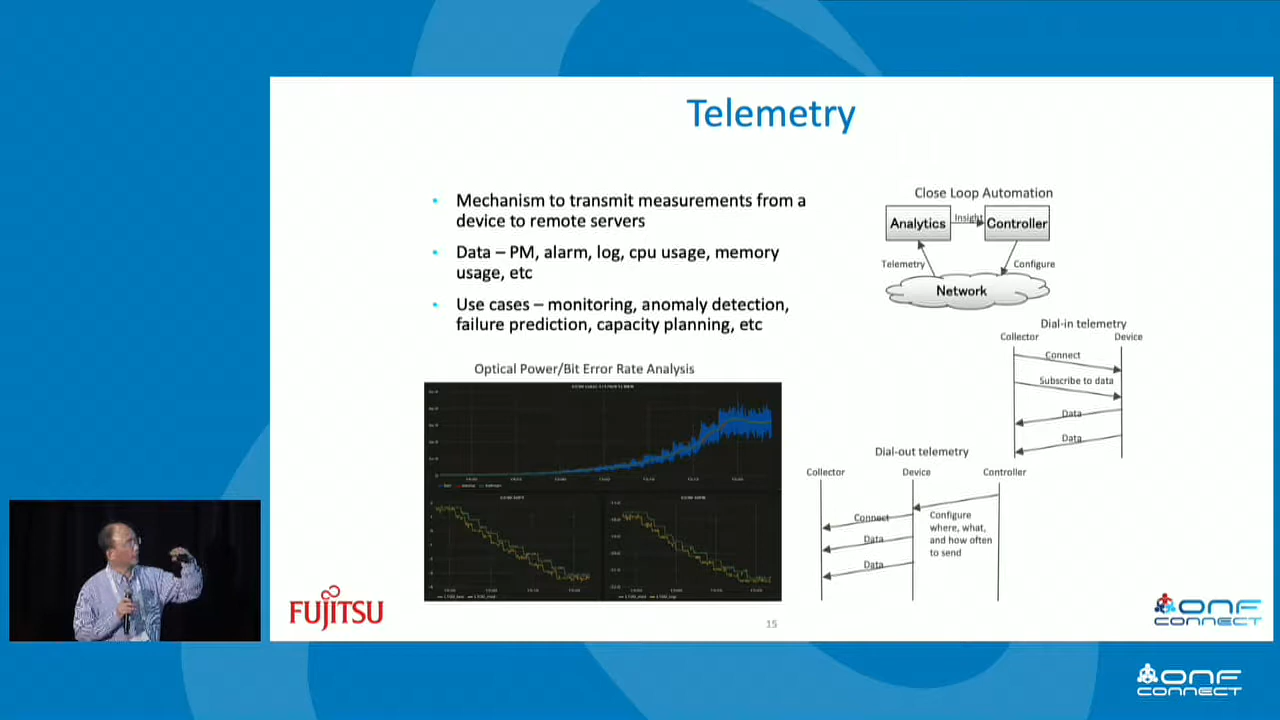 Telemetry
• Mechanism to transmit measurements from a
device to remote servers
• Data – PM, alarm, log, cpu usage, memory
usage, etc
• Use cases – monitoring, anomaly detection,
failure prediction, capacity planning, etc
Close Loop Automation
Analytics
Insight
Controller
Telemetry
Configure
Network
Dial-in telemetry
Collector
Device
Connect
Subscribe to data
Data
Data
Optical Power/Bit Error Rate Analysis
Dial-out telemetry
Collector
Device
Controller
Connect
Data
Data
Configure
where, what,
and how often
to send
FUJITSU
15
ONF
CONNECT
ONF
CONNECT